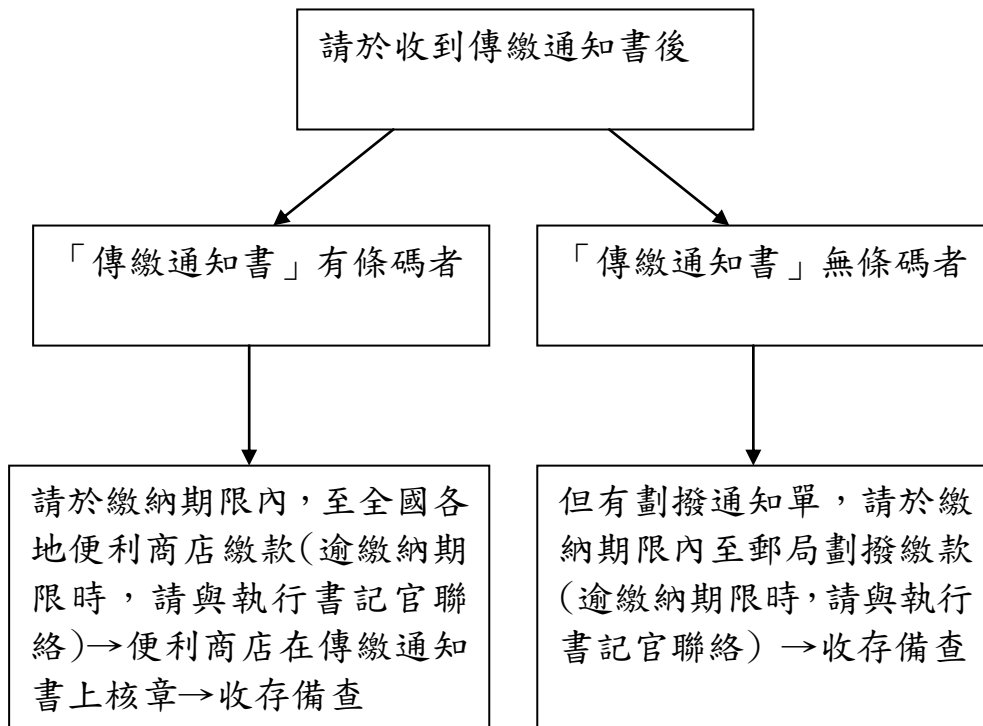 請於收到傳繳通知書後
「傳繳通知書」有條碼者
「傳繳通知書」無條碼者
請於繳納期限內，至全國各
地便利商店繳款(逾繳納期
限時，請與執行書記官聯
絡)→便利商店在傳繳通知
書上核章→收存備查
但有劃撥通知單，請於繳
納期限內至郵局劃撥繳款
(逾繳納期限時，請與執行
書記官聯絡) →收存備查